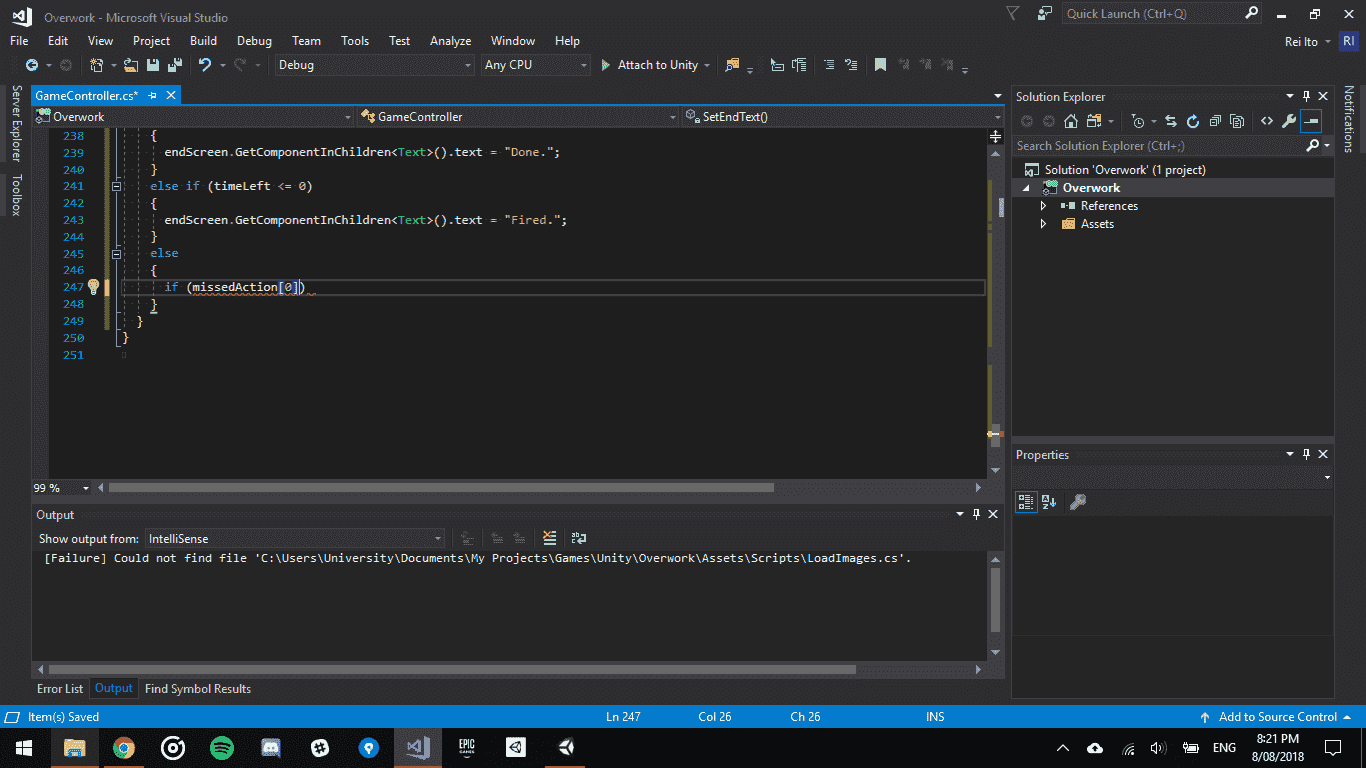 Overwork - Microsoft Visual Studio
Quick Launch (Ctrl+Q)
File Edit View Project Build Debug Team Tools Test Analyze Window Help
Rei Ito RI
Debug Any CPU Attach to Unity
Server Explorer
Toolbox
GameController.cs*
Overwork GameController SetEndText()
238 {
239 endScreen.GetComponentInChildren<Text>().text = "Done.";
240 }
241 else if (timeLeft <= 0)
242 {
243 endScreen.GetComponentInChildren<Text>().text = "Fired.";
244 }
245 else
246 {
247 if (missedAction[0])
248 }
249 }
250 }
251
99 %
Output
Show output from: IntelliSense
[Failure] Could not find file 'C:\Users\University\Documents\My Projects\Games\Unity\Overwork\Assets\Scripts\LoadImages.cs'.
Error List Output Find Symbol Results
Solution Explorer
Search Solution Explorer (Ctrl+;)
Solution 'Overwork' (1 project)
Overwork
References
Assets
Properties
Notifications
Item(s) Saved Ln 247 Col 26 Ch 26 INS Add to Source Control
EPIC
GAMES
ENG
8:21 PM
8/08/2018